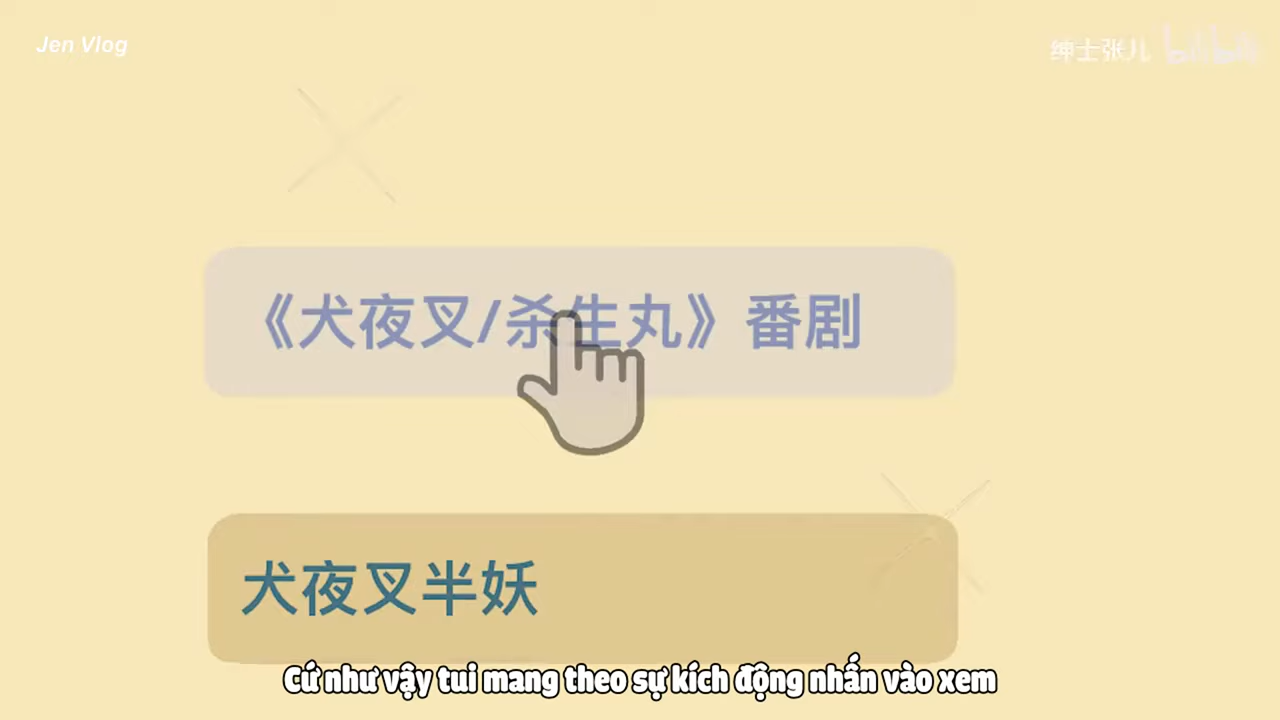 Jen Vlog
绅士张儿 bilibili
《犬夜叉/杀生丸》番剧
犬夜叉半妖
Cứ như vậy tui mang theo sự kích động nhấn vào xem